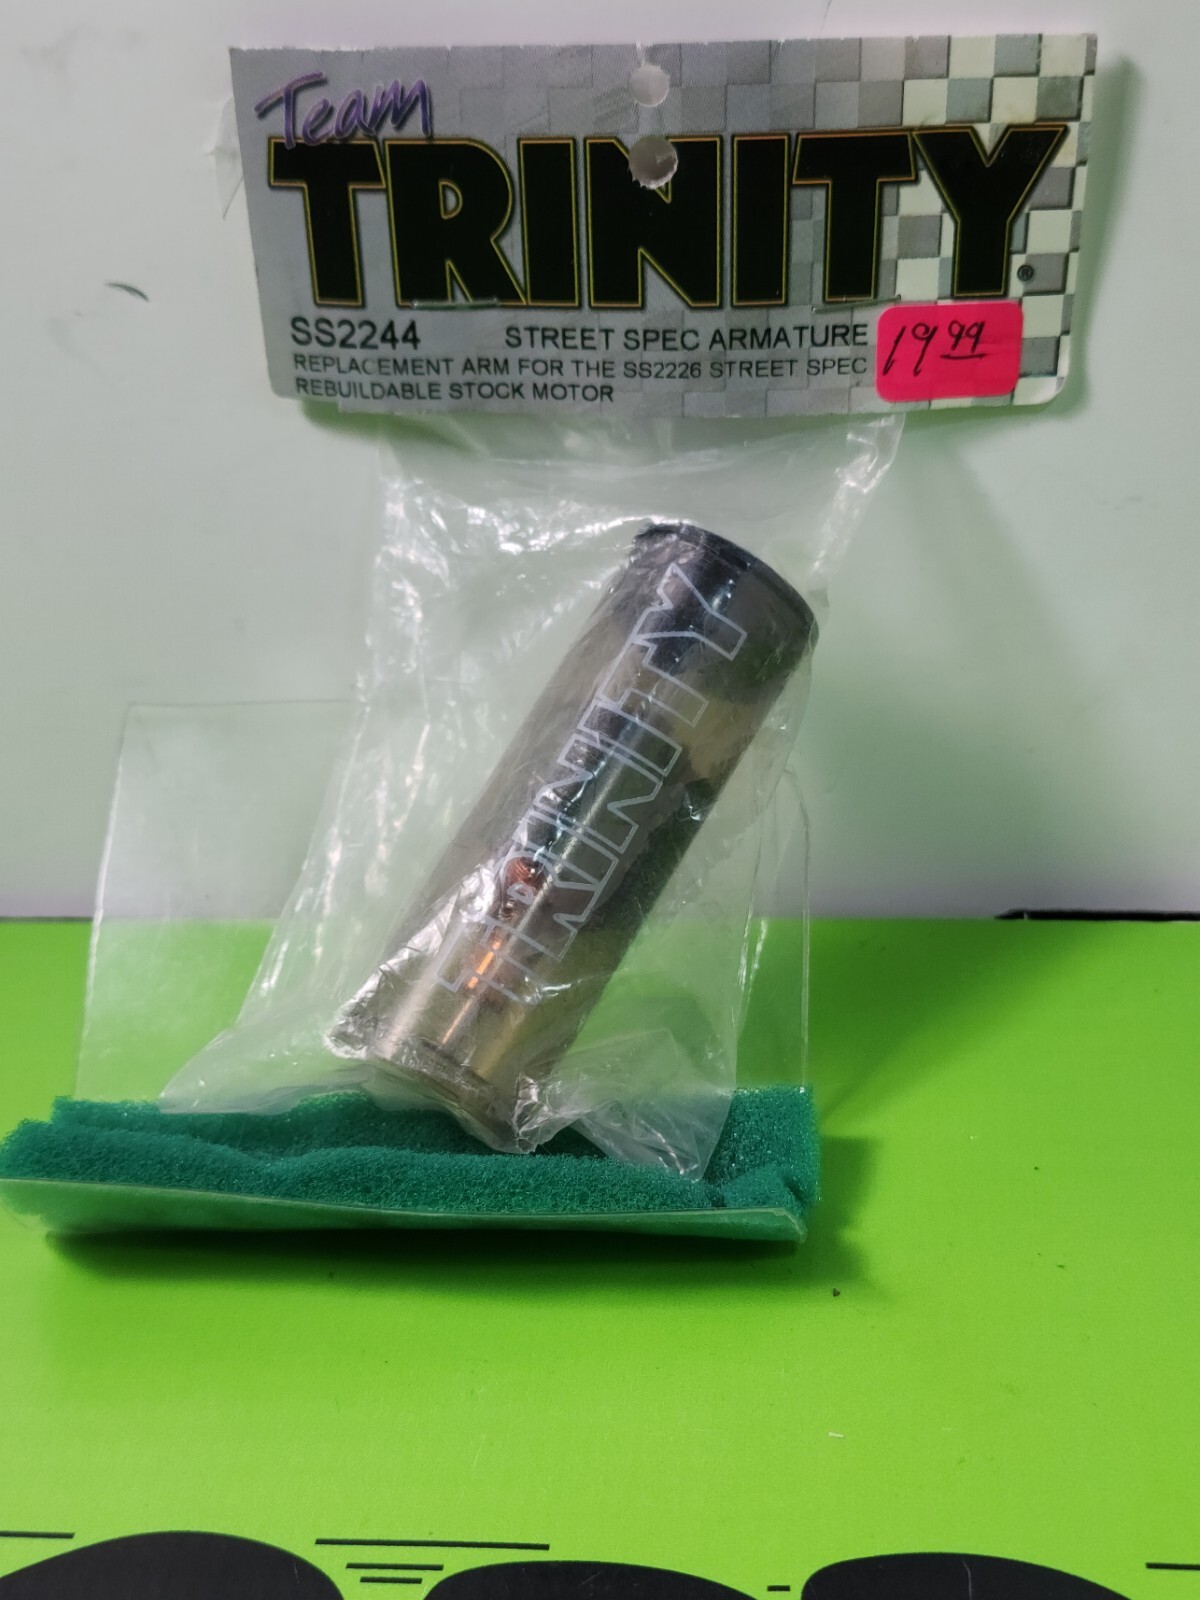 Team
TRINITY®
SS2244 STREET SPEC ARMATURE
REPLACEMENT ARM FOR THE SS2226 STREET SPEC
REBUILDABLE STOCK MOTOR
19.99
TRINITY